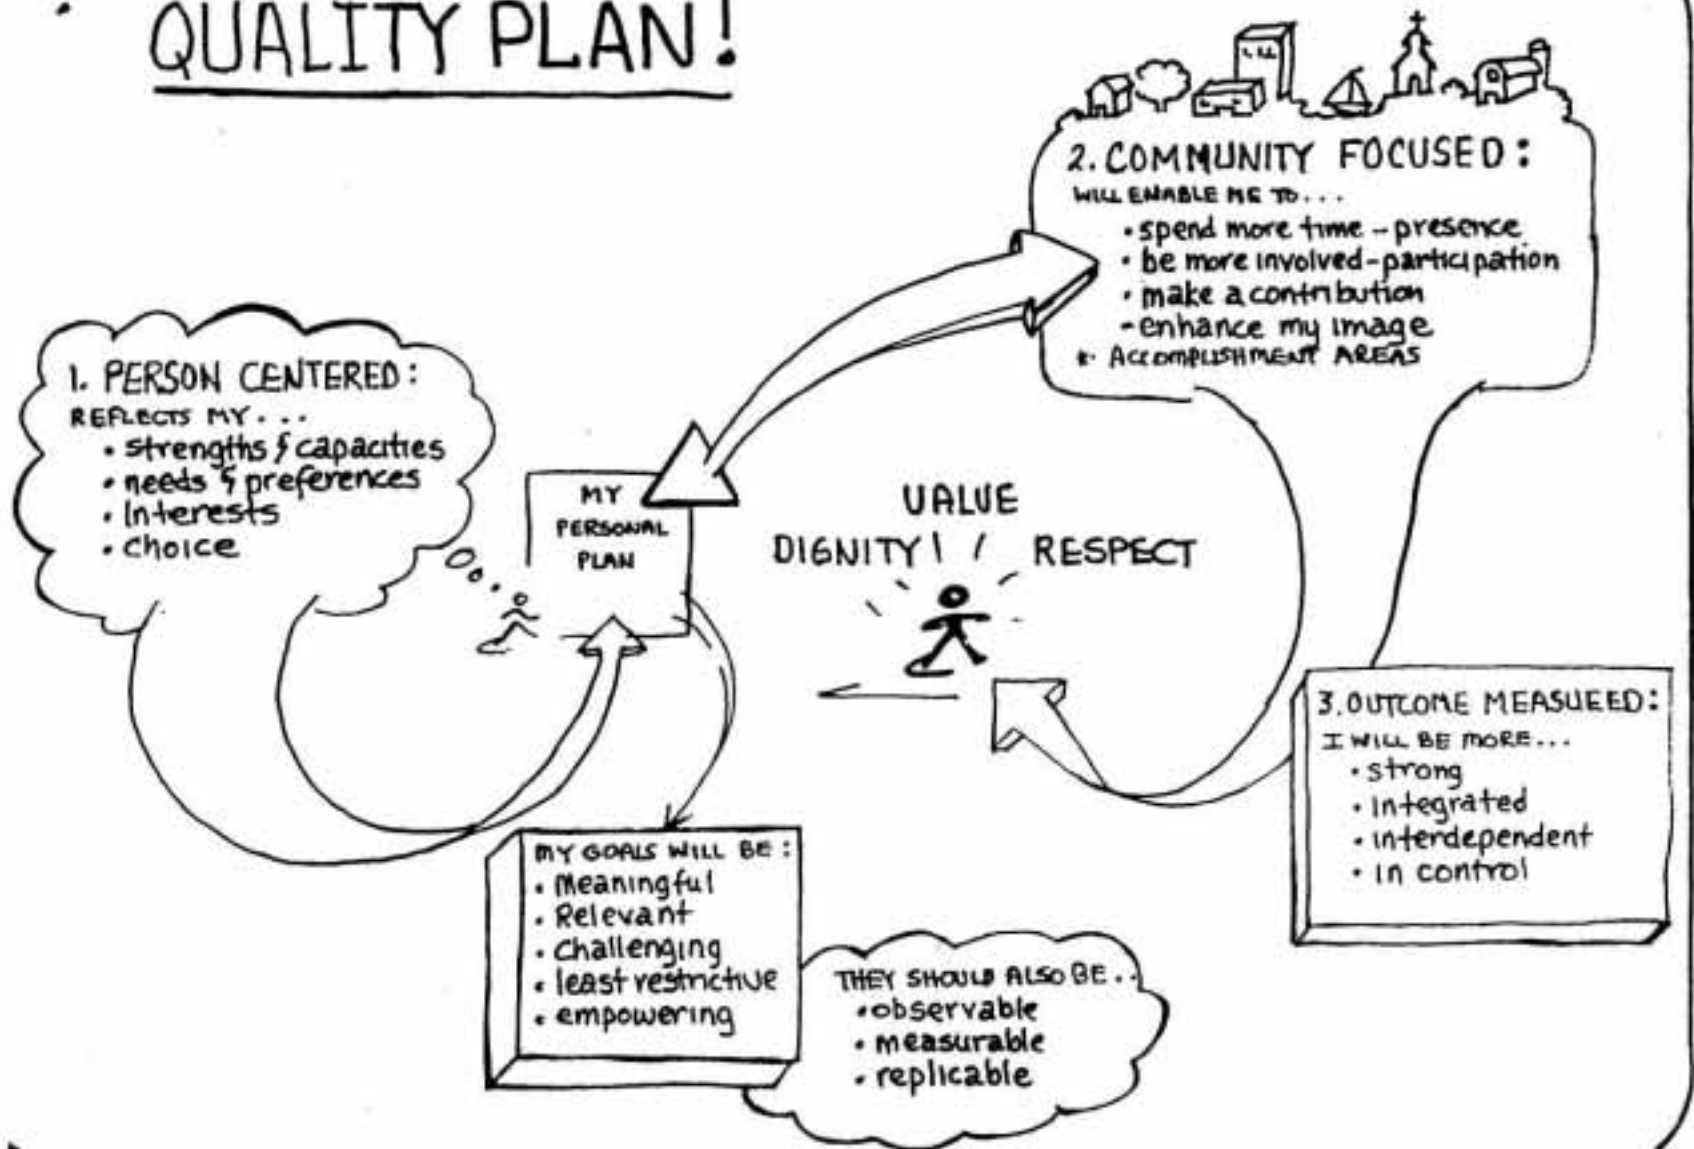 QUALITY PLAN!
1. PERSON CENTERED:
REFLECTS MY...
• strengths & capacities
• needs & preferences
• Interests
• choice
MY
PERSONAL
PLAN
2. COMMUNITY FOCUSED:
WILL ENABLE ME TO...
• spend more time - presence
• be more involved - participation
• make a contribution
- enhance my image
* ACCOMPLISHMENT AREAS
VALUE
DIGNITY
RESPECT
3. OUTCOME MEASUEED:
I WILL BE MORE...
• strong
• Integrated
• interdependent
• in control
MY GOALS WILL BE:
• Meaningful
• Relevant
• Challenging
• least restrictive
• empowering
THEY SHOULD ALSO BE..
• observable
• measurable
• replicable